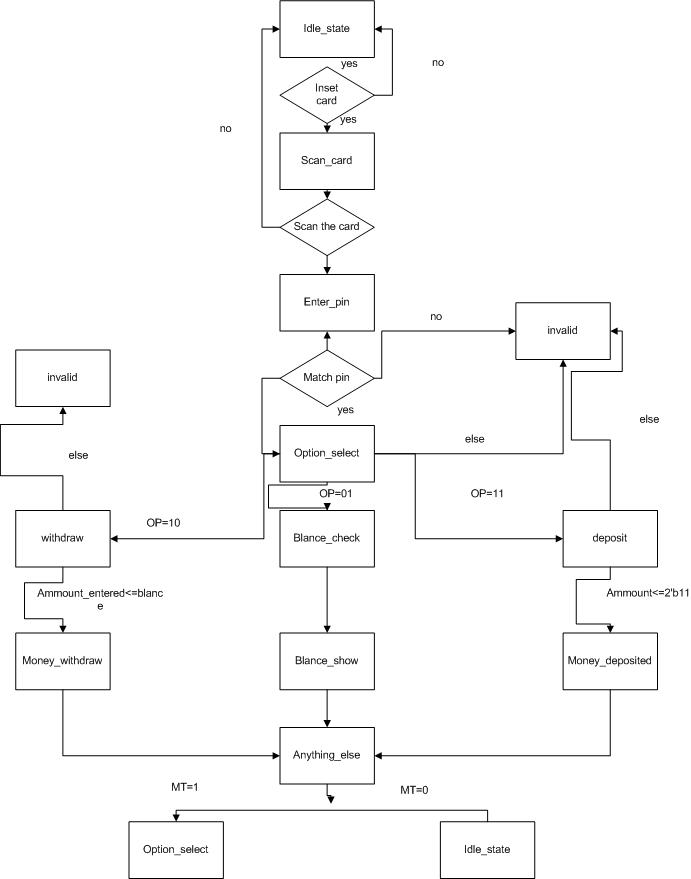 Idle_state
yes
no
Inset
card
yes
no
Scan_card
Scan the card
Enter_pin
no
invalid
invalid
Match pin
yes
else
else
Option_select
else
OP=01
OP=11
OP=10
withdraw
Blance_check
deposit
Ammount_entered<=blanc
e
Ammount<=2'b11
Money_withdraw
Blance_show
Money_deposited
Anything_else
MT=1
MT=0
Option_select
Idle_state